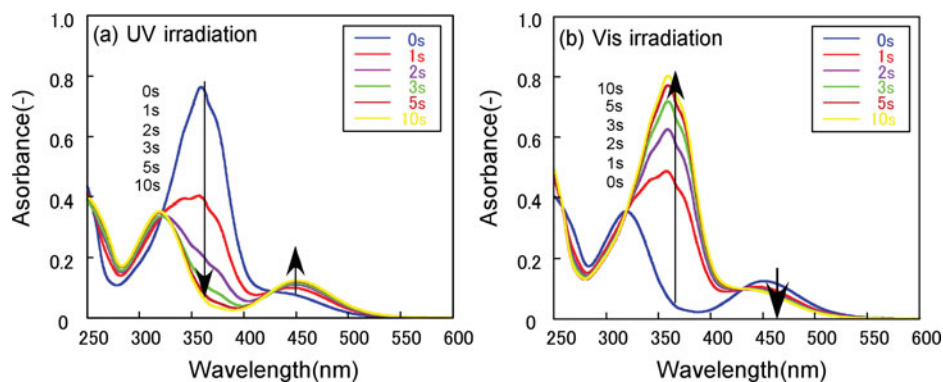 (a) UV irradiation
0s
1s
2s
3s
5s
10s
0s
1s
2s
3s
5s
10s
1.0
0.8
0.6
0.4
0.2
0
Asorbance(-)
250 300 350 400 450 500 550 600
Wavelength(nm)
(b) Vis irradiation
0s
1s
2s
3s
5s
10s
10s
5s
3s
2s
1s
0s
1.0
0.8
0.6
0.4
0.2
0
Asorbance(-)
250 300 350 400 450 500 550 600
Wavelength(nm)